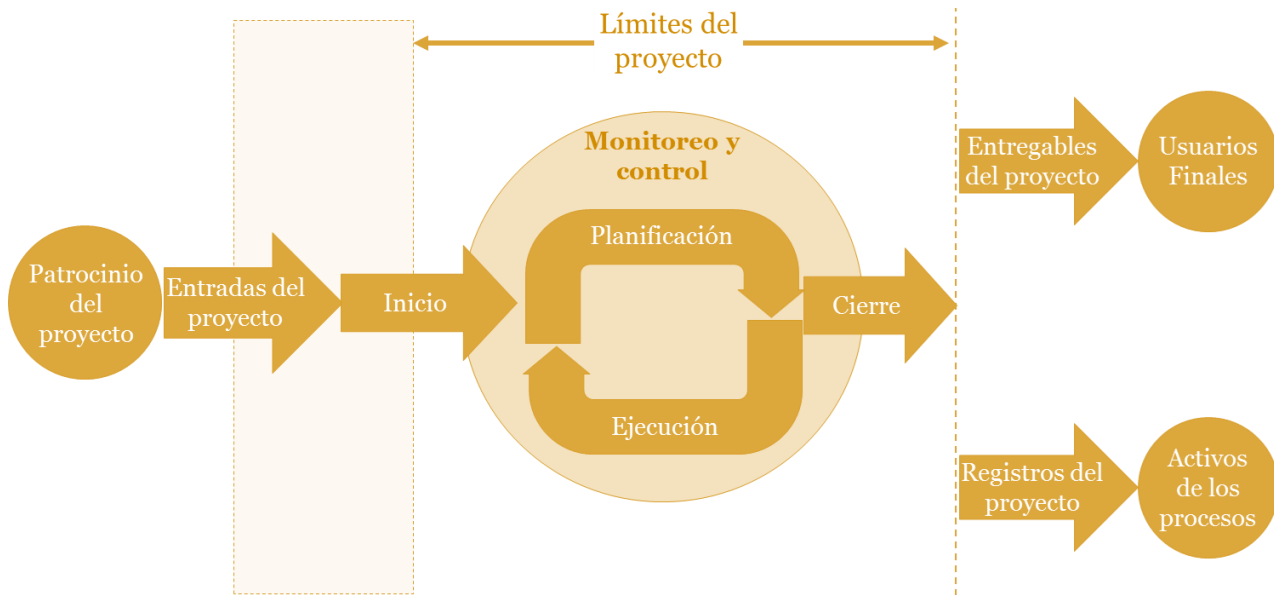 Límites del
proyecto
Monitoreo y
control
Planificación
Ejecución
Patrocinio
del
proyecto
Entradas del
proyecto
Inicio
Cierre
Entregables
del proyecto
Usuarios
Finales
Registros del
proyecto
Activos
de los
procesos